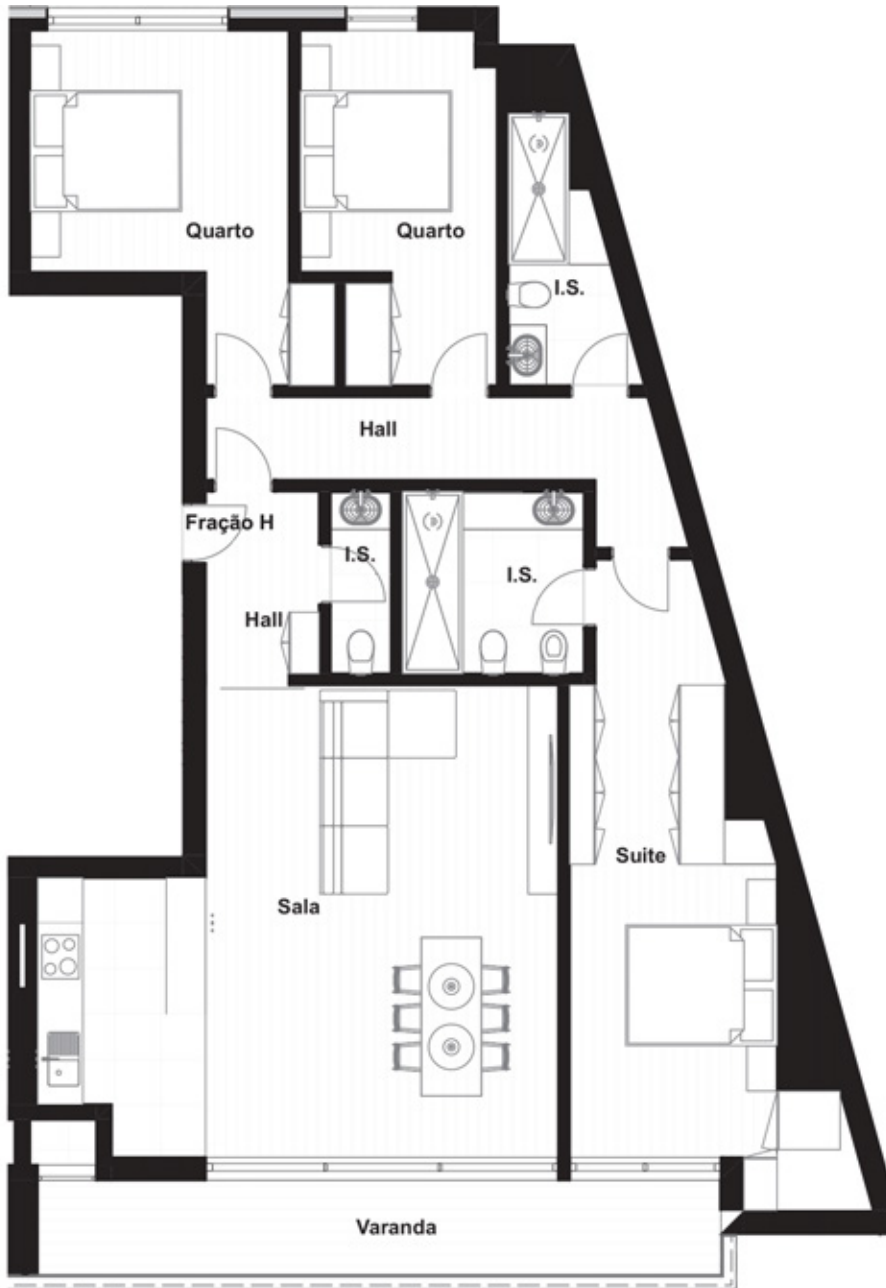 Quarto
Quarto
I.S.
Hall
Fração H
I.S.
I.S.
Hall
Suite
Sala
Varanda